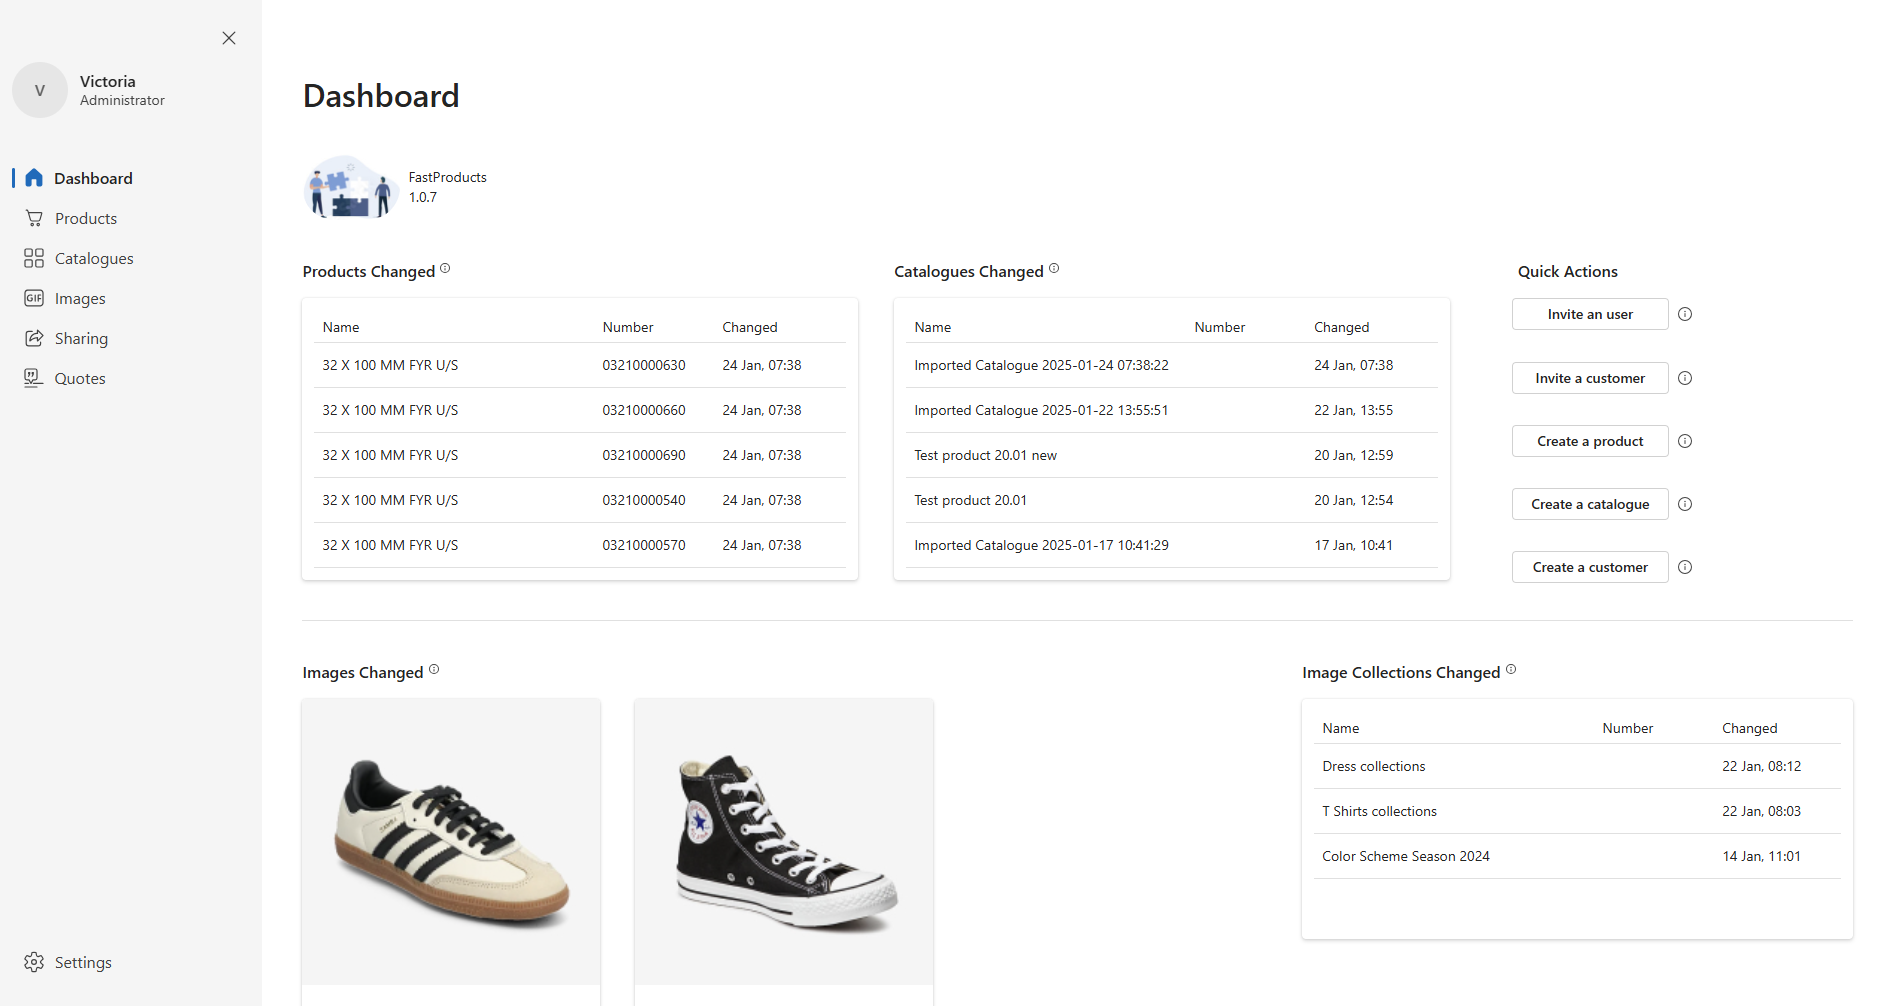 Victoria
Administrator
V
Dashboard
Products
Catalogues
GIF
Images
Sharing
Quotes
Settings
Dashboard
FastProducts
1.0.7
Products Changed
Name Number Changed
32 X 100 MM FYR U/S 03210000630 24 Jan, 07:38
32 X 100 MM FYR U/S 03210000660 24 Jan, 07:38
32 X 100 MM FYR U/S 03210000690 24 Jan, 07:38
32 X 100 MM FYR U/S 03210000540 24 Jan, 07:38
32 X 100 MM FYR U/S 03210000570 24 Jan, 07:38
Catalogues Changed
Name Number Changed
Imported Catalogue 2025-01-24 07:38:22 24 Jan, 07:38
Imported Catalogue 2025-01-22 13:55:51 22 Jan, 13:55
Test product 20.01 new 20 Jan, 12:59
Test product 20.01 20 Jan, 12:54
Imported Catalogue 2025-01-17 10:41:29 17 Jan, 10:41
Quick Actions
Invite an user
Invite a customer
Create a product
Create a catalogue
Create a customer
Images Changed
Image Collections Changed
Name Number Changed
Dress collections 22 Jan, 08:12
T Shirts collections 22 Jan, 08:03
Color Scheme Season 2024 14 Jan, 11:01